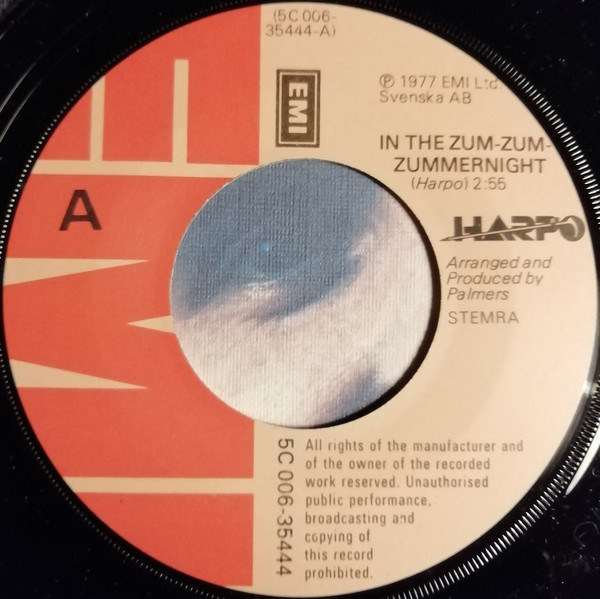 (5C 006-
35444-A)
EMI
℗ 1977 EMI Ltd.
Svenska AB
IN THE ZUM-ZUM-
ZUMMERNIGHT
(Harpo) 2:55
A
HARPO
Arranged and
Produced by
Palmers
STEMRA
5C 006-35444
All rights of the manufacturer and
of the owner of the recorded
work reserved. Unauthorised
public performance,
broadcasting and
copying of
this record
prohibited.
EMI